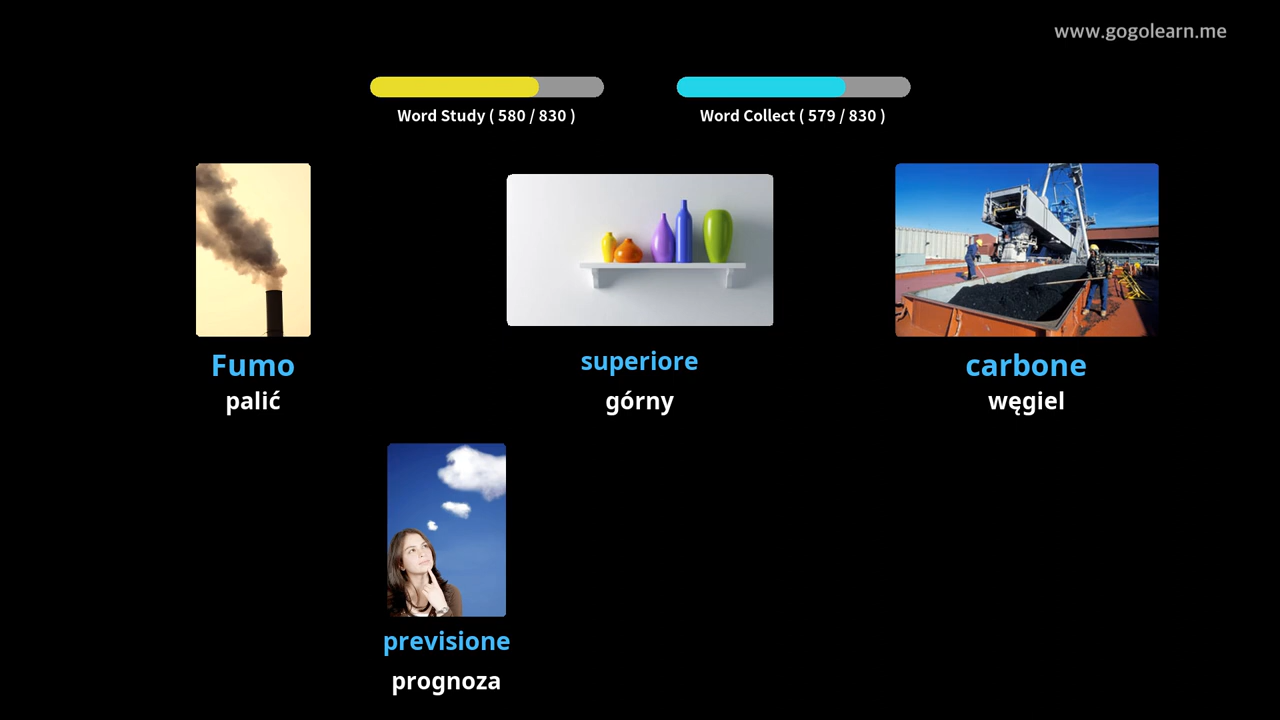 www.gogolearn.me
Word Study ( 580 / 830 )
Word Collect ( 579 / 830 )
Fumo
palić
superiore
górny
carbone
węgiel
previsione
prognoza